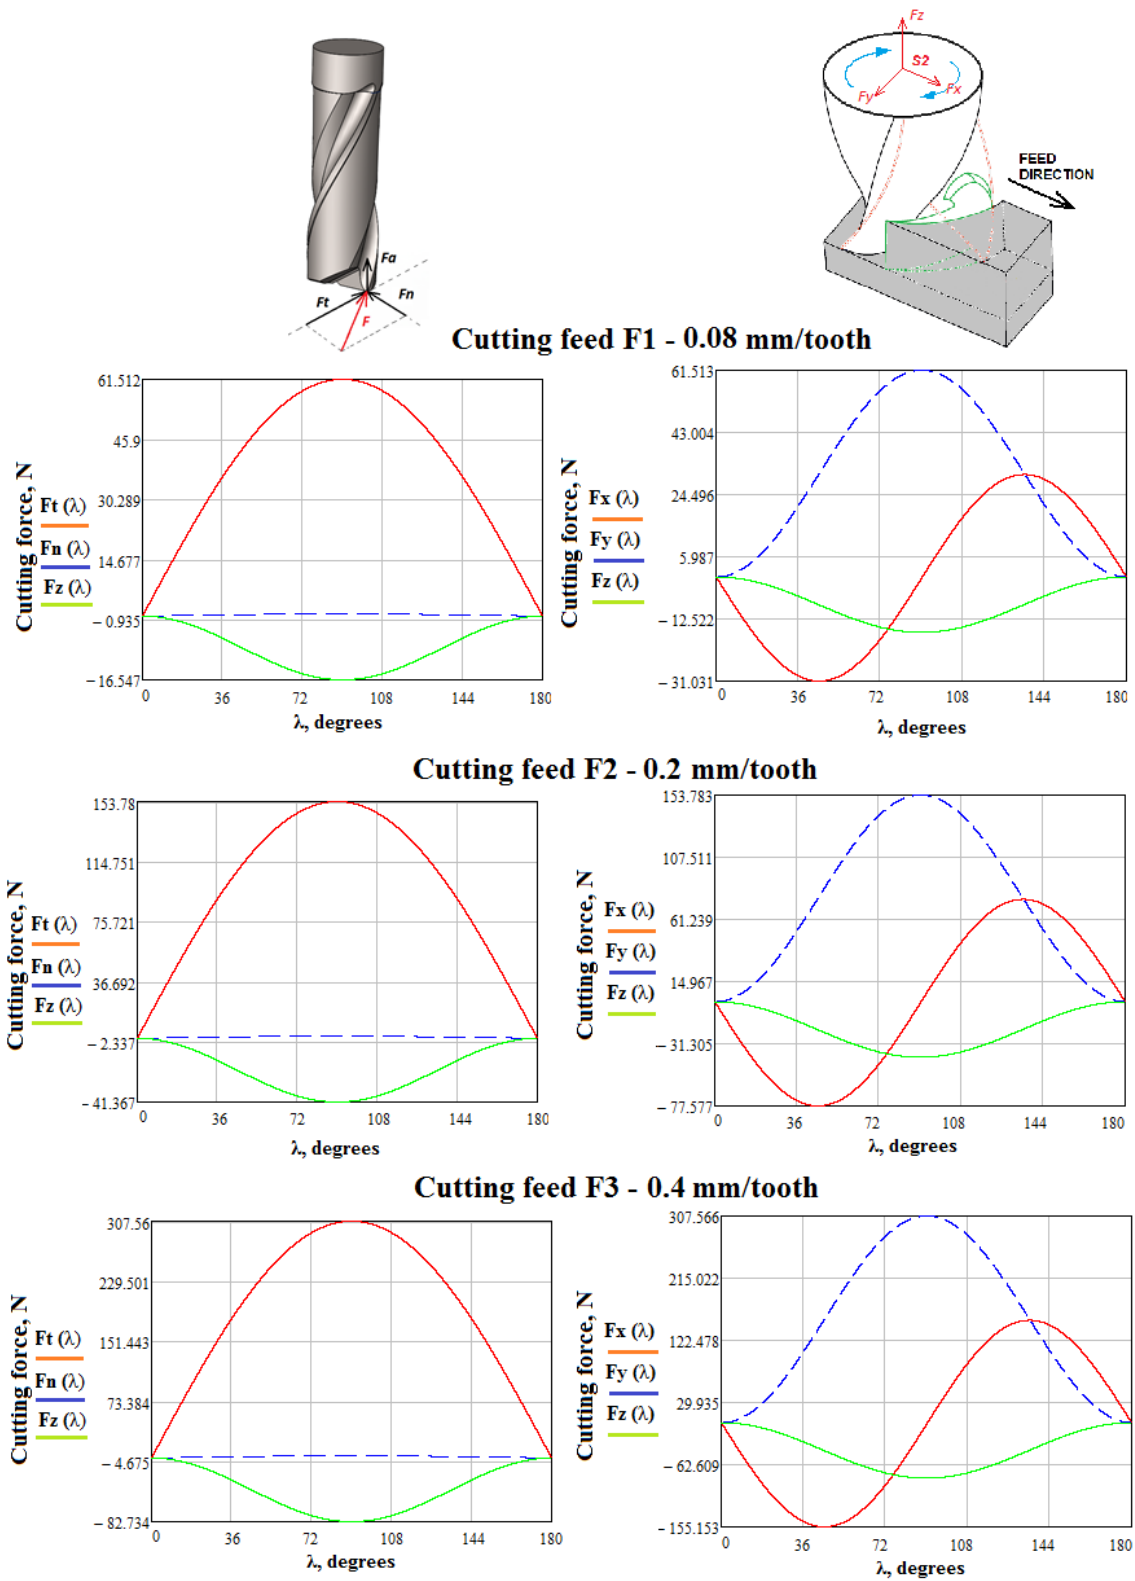 Fa
Ft
Fn
F
Fz
S2
Fy
Fx
FEED
DIRECTION
Cutting feed F1 - 0.08 mm/tooth
Cutting force, N
Ft (λ)
Fn (λ)
Fz (λ)
61.512
45.9
30.289
14.677
−0.935
−16.547
0 36 72 108 144 180
λ, degrees
Cutting force, N
Fx (λ)
Fy (λ)
Fz (λ)
61.513
43.004
24.496
5.987
−12.522
−31.031
0 36 72 108 144 180
λ, degrees
Cutting feed F2 - 0.2 mm/tooth
Cutting force, N
Ft (λ)
Fn (λ)
Fz (λ)
153.78
114.751
75.721
36.692
−2.337
−41.367
0 36 72 108 144 180
λ, degrees
Cutting force, N
Fx (λ)
Fy (λ)
Fz (λ)
153.783
107.511
61.239
14.967
−31.305
−77.577
0 36 72 108 144 180
λ, degrees
Cutting feed F3 - 0.4 mm/tooth
Cutting force, N
Ft (λ)
Fn (λ)
Fz (λ)
307.56
229.501
151.443
73.384
−4.675
−82.734
0 36 72 108 144 180
λ, degrees
Cutting force, N
Fx (λ)
Fy (λ)
Fz (λ)
307.566
215.022
122.478
29.935
−62.609
−155.153
0 36 72 108 144 180
λ, degrees